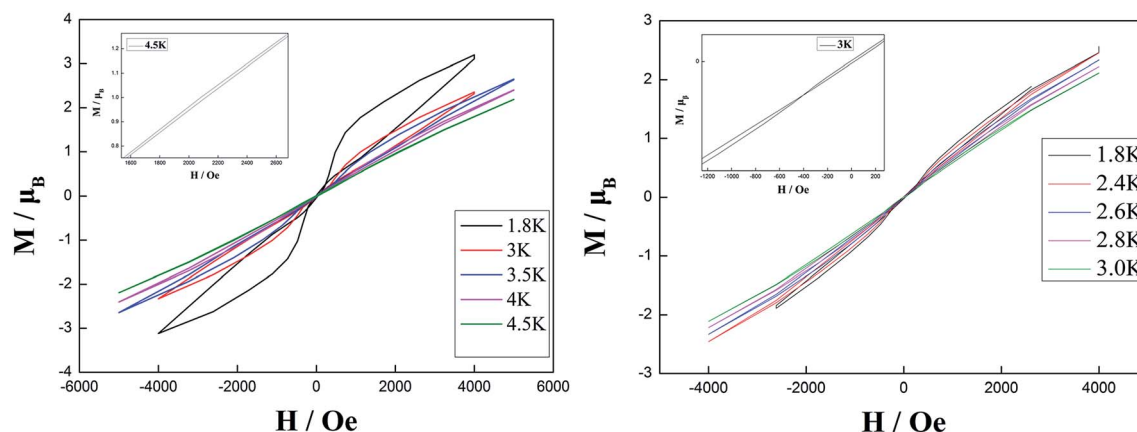 4
3
2
1
0
-1
-2
-3
-4
M / μB
-6000 -4000 -2000 0 2000 4000 6000
H / Oe
4.5K
1.2
1.1
1.0
0.9
0.8
M / μB
1600 1800 2000 2200 2400 2600
H / Oe
1.8K
3K
3.5K
4K
4.5K
3
2
1
0
-1
-2
-3
M / μB
-4000 -2000 0 2000 4000
H / Oe
3K
0
M / μB
-1200 -1000 -800 -600 -400 -200 0 200
H / Oe
1.8K
2.4K
2.6K
2.8K
3.0K